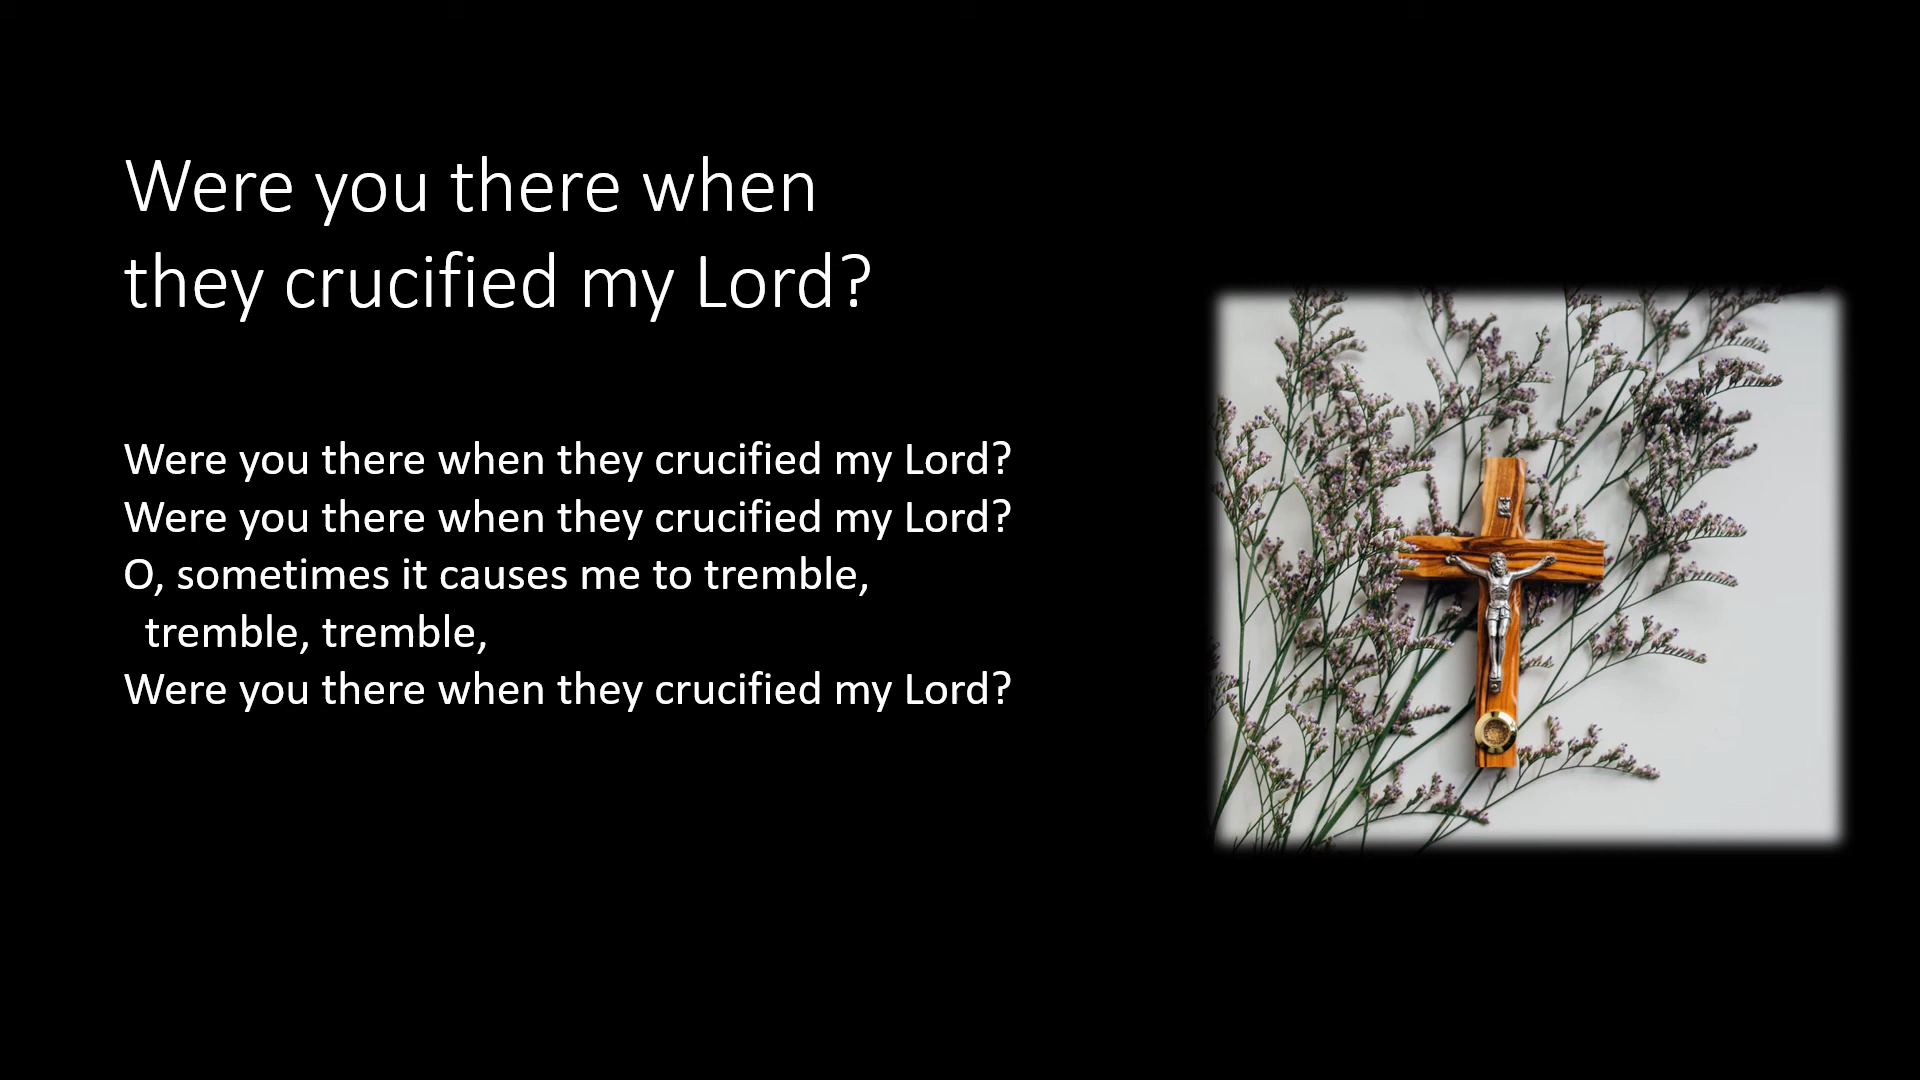 Were you there when
they crucified my Lord?
Were you there when they crucified my Lord?
Were you there when they crucified my Lord?
O, sometimes it causes me to tremble,
tremble, tremble,
Were you there when they crucified my Lord?